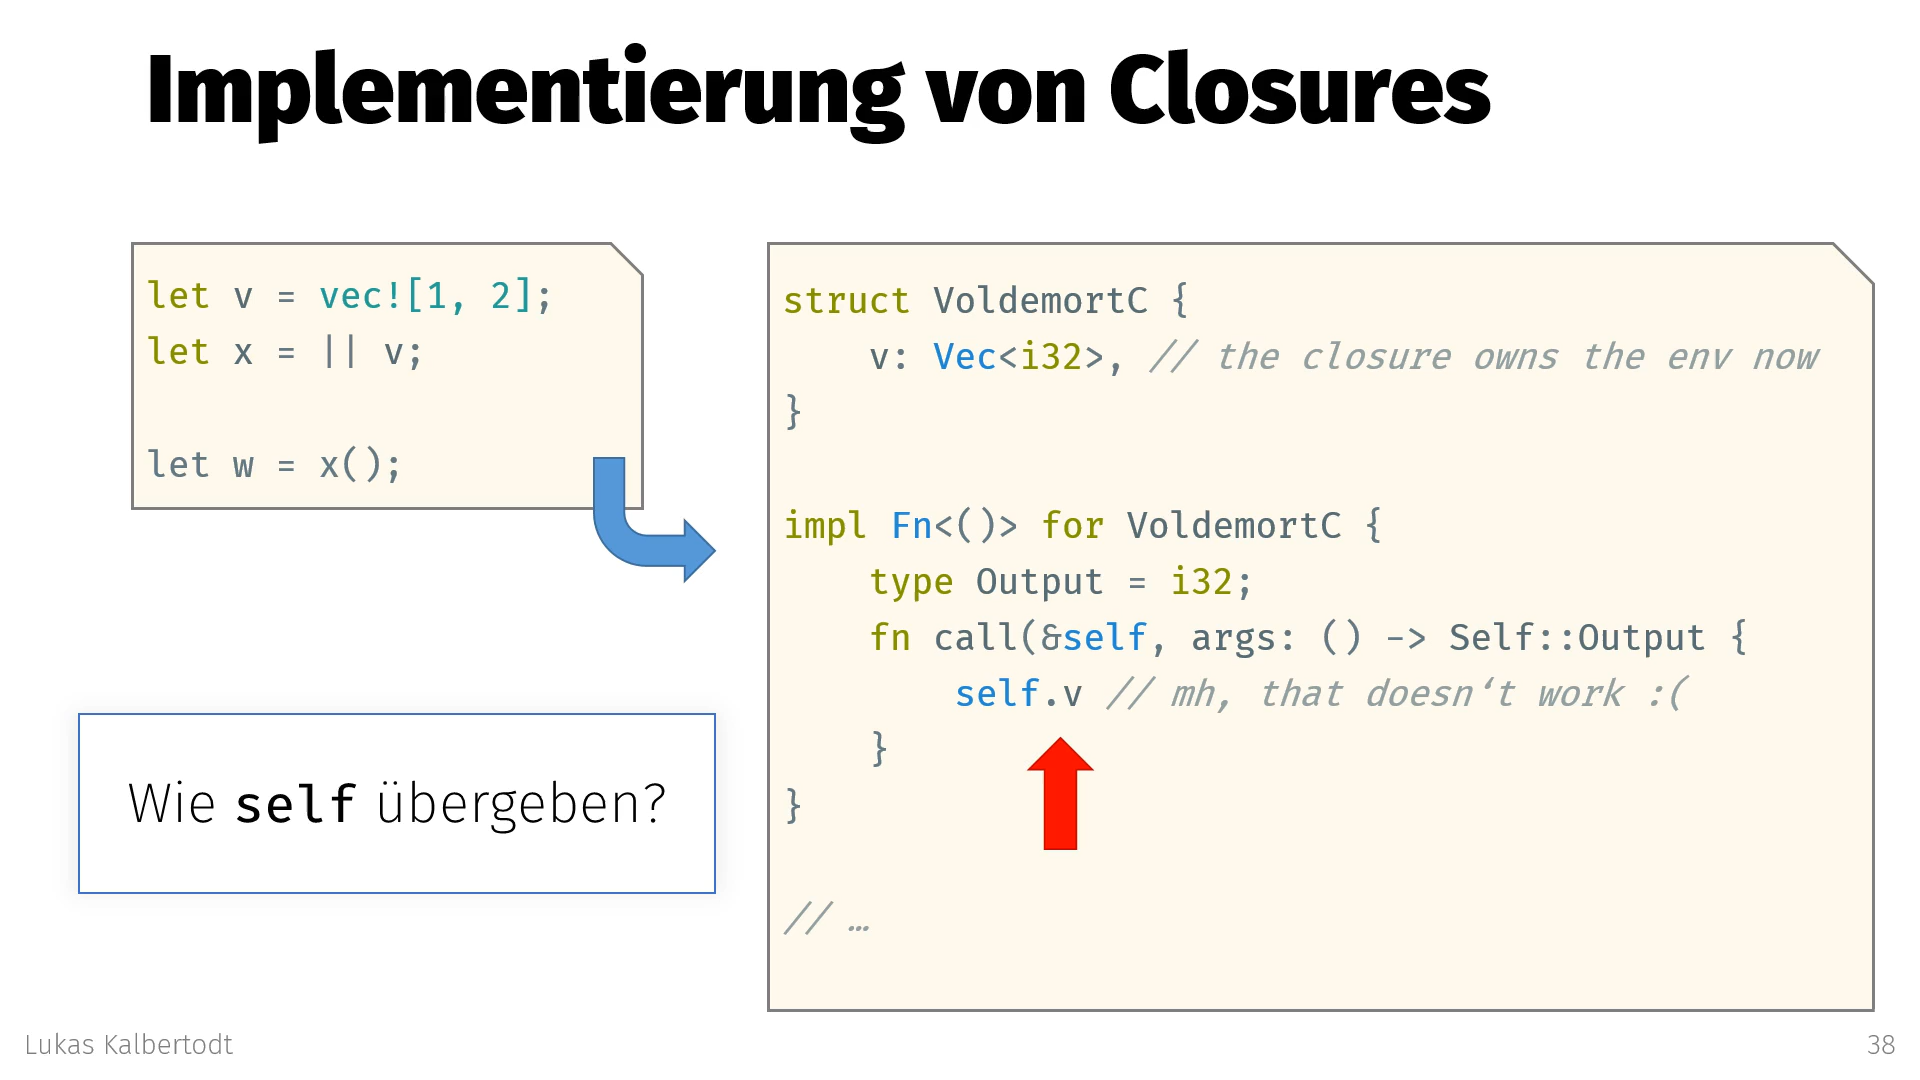 Implementierung von Closures
let v = vec![1, 2];
let x = || v;
let w = x();
Wie self übergeben?
struct VoldemortC {
    v: Vec<i32>, // the closure owns the env now
}
impl Fn<()> for VoldemortC {
    type Output = i32;
    fn call(&self, args: () -> Self::Output {
        self.v // mh, that doesn‘t work :(
    }
}
// …
Lukas Kalbertodt
38